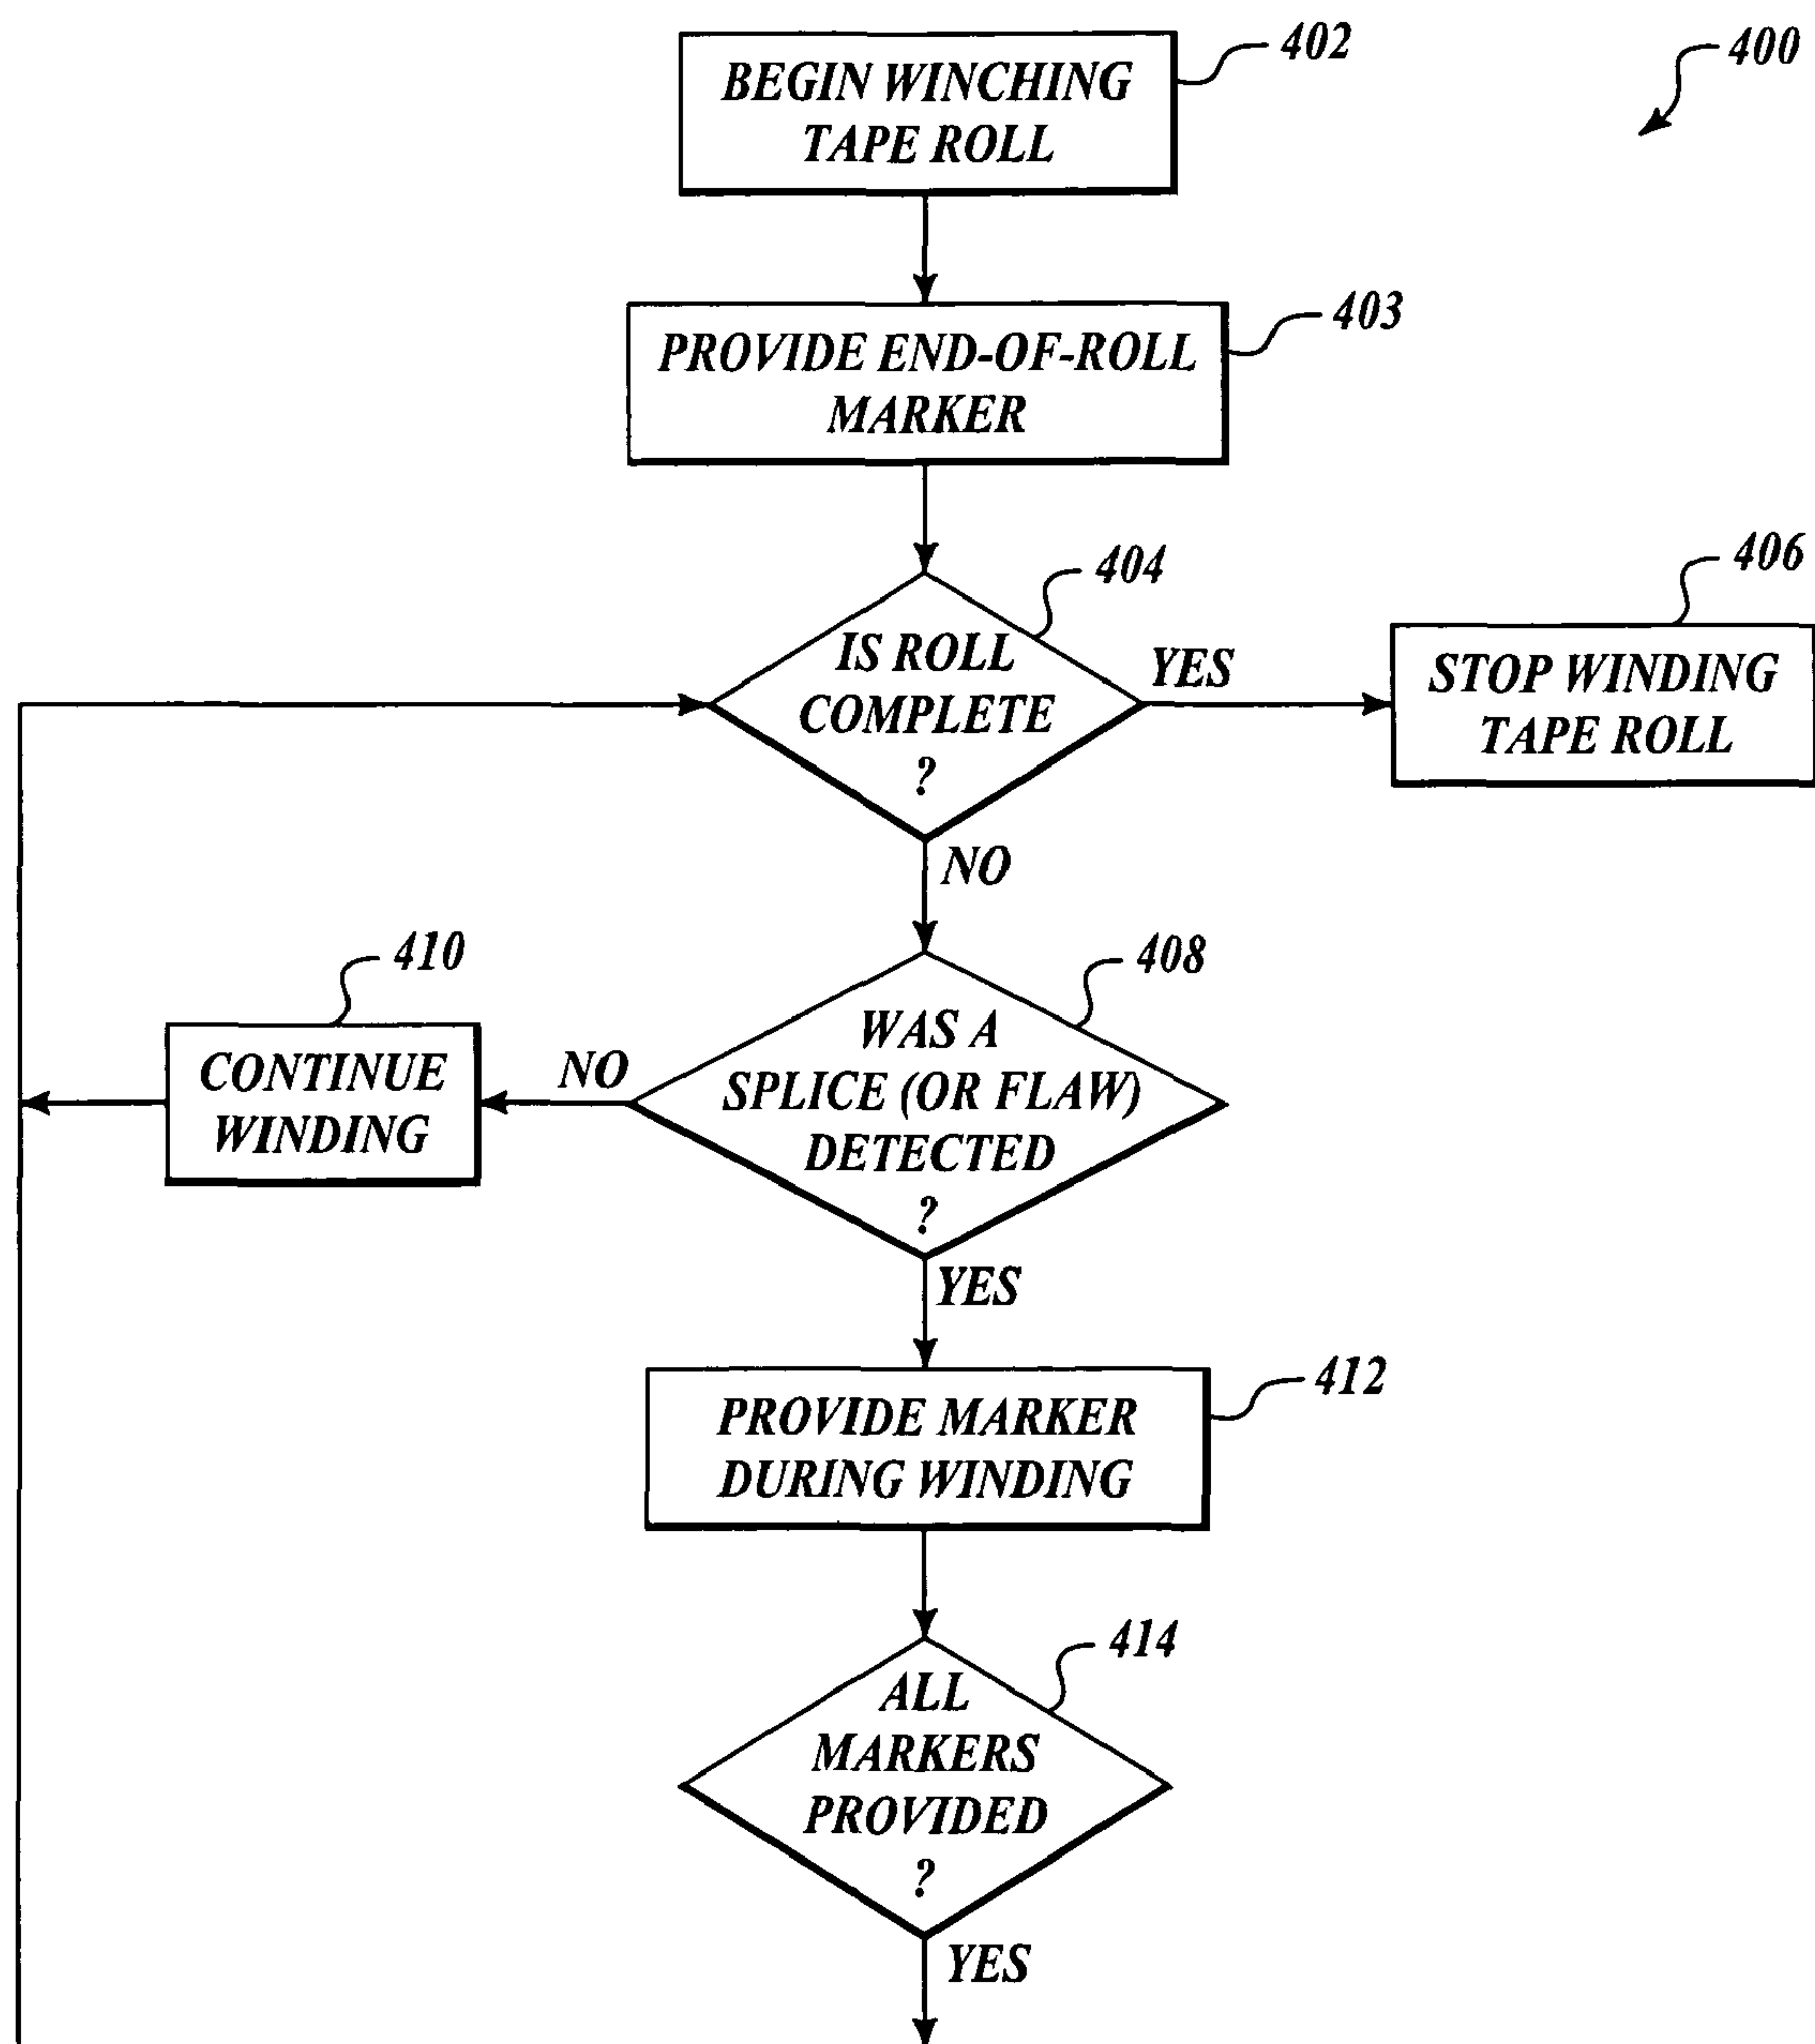 402
400
BEGIN WINCHING
TAPE ROLL
403
PROVIDE END-OF-ROLL
MARKER
404
406
IS ROLL
COMPLETE
?
YES
STOP WINDING
TAPE ROLL
NO
410
408
WAS A
SPLICE (OR FLAW)
DETECTED
?
NO
CONTINUE
WINDING
YES
412
PROVIDE MARKER
DURING WINDING
414
ALL
MARKERS
PROVIDED
?
YES